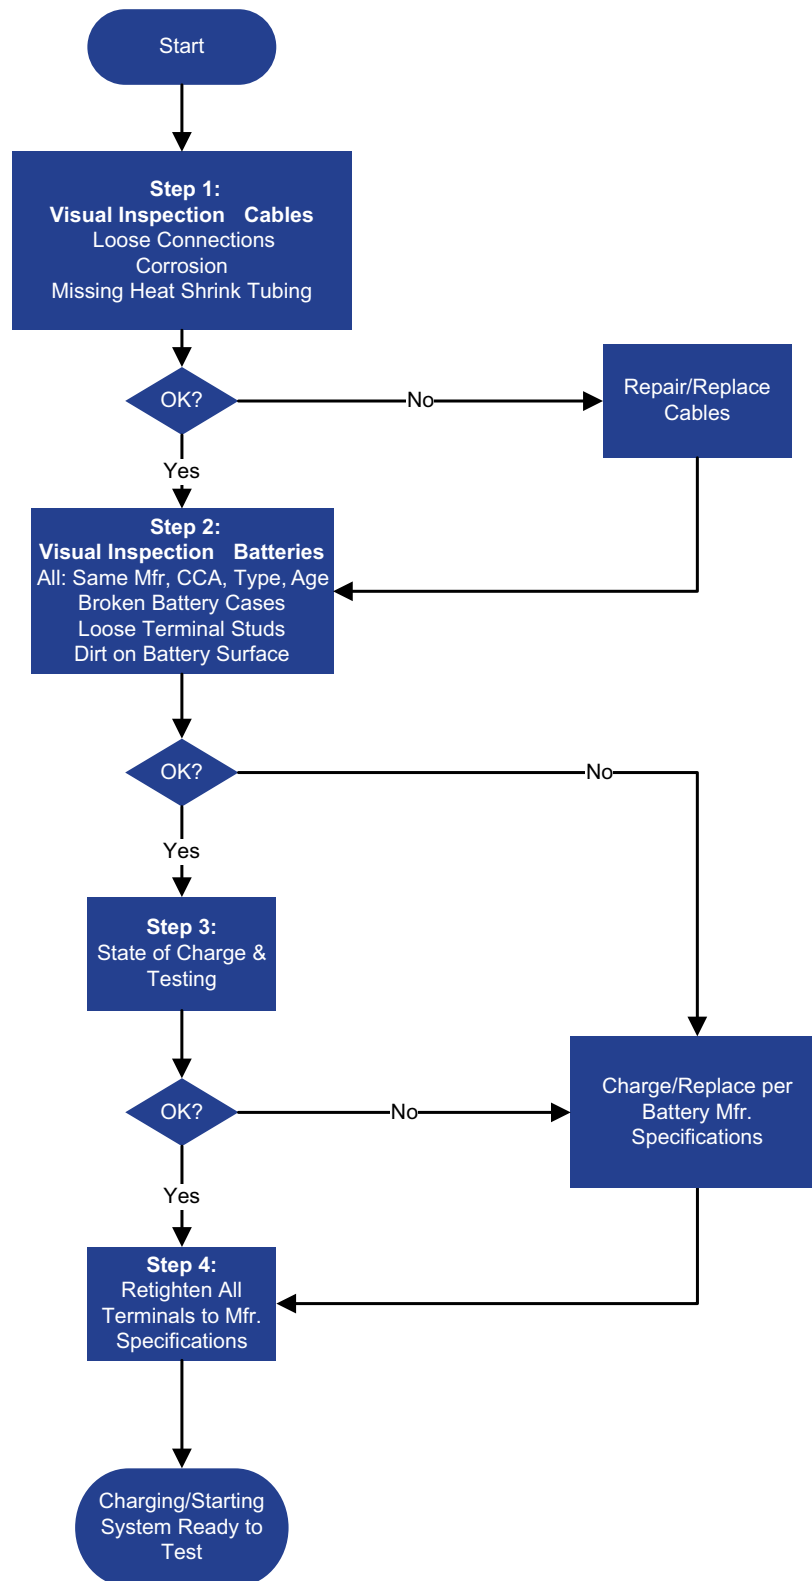 Start
Step 1:
Visual Inspection Cables
Loose Connections
Corrosion
Missing Heat Shrink Tubing
OK?
No
Repair/Replace
Cables
Yes
Step 2:
Visual Inspection Batteries
All: Same Mfr, CCA, Type, Age
Broken Battery Cases
Loose Terminal Studs
Dirt on Battery Surface
OK?
No
Yes
Step 3:
State of Charge &
Testing
Charge/Replace per
Battery Mfr.
Specifications
OK?
No
Yes
Step 4:
Retighten All
Terminals to Mfr.
Specifications
Charging/Starting
System Ready to
Test